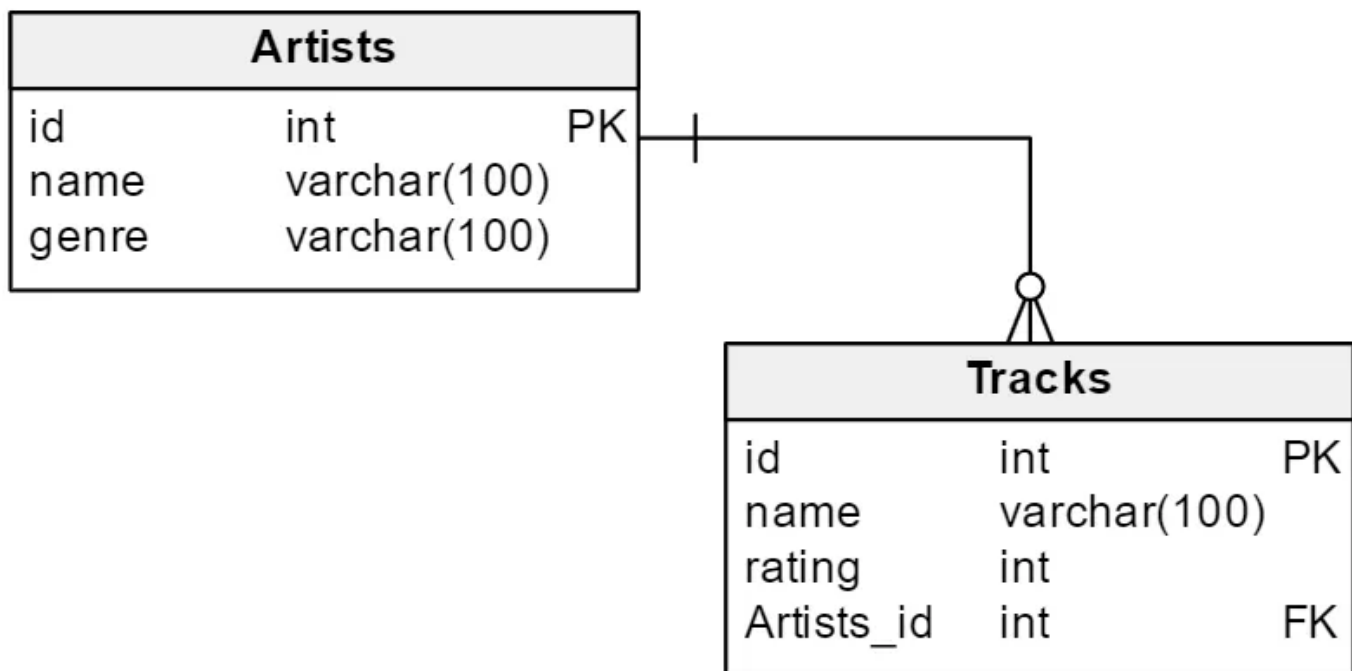 Artists
id int PK
name varchar(100)
genre varchar(100)
Tracks
id int PK
name varchar(100)
rating int
Artists_id int FK